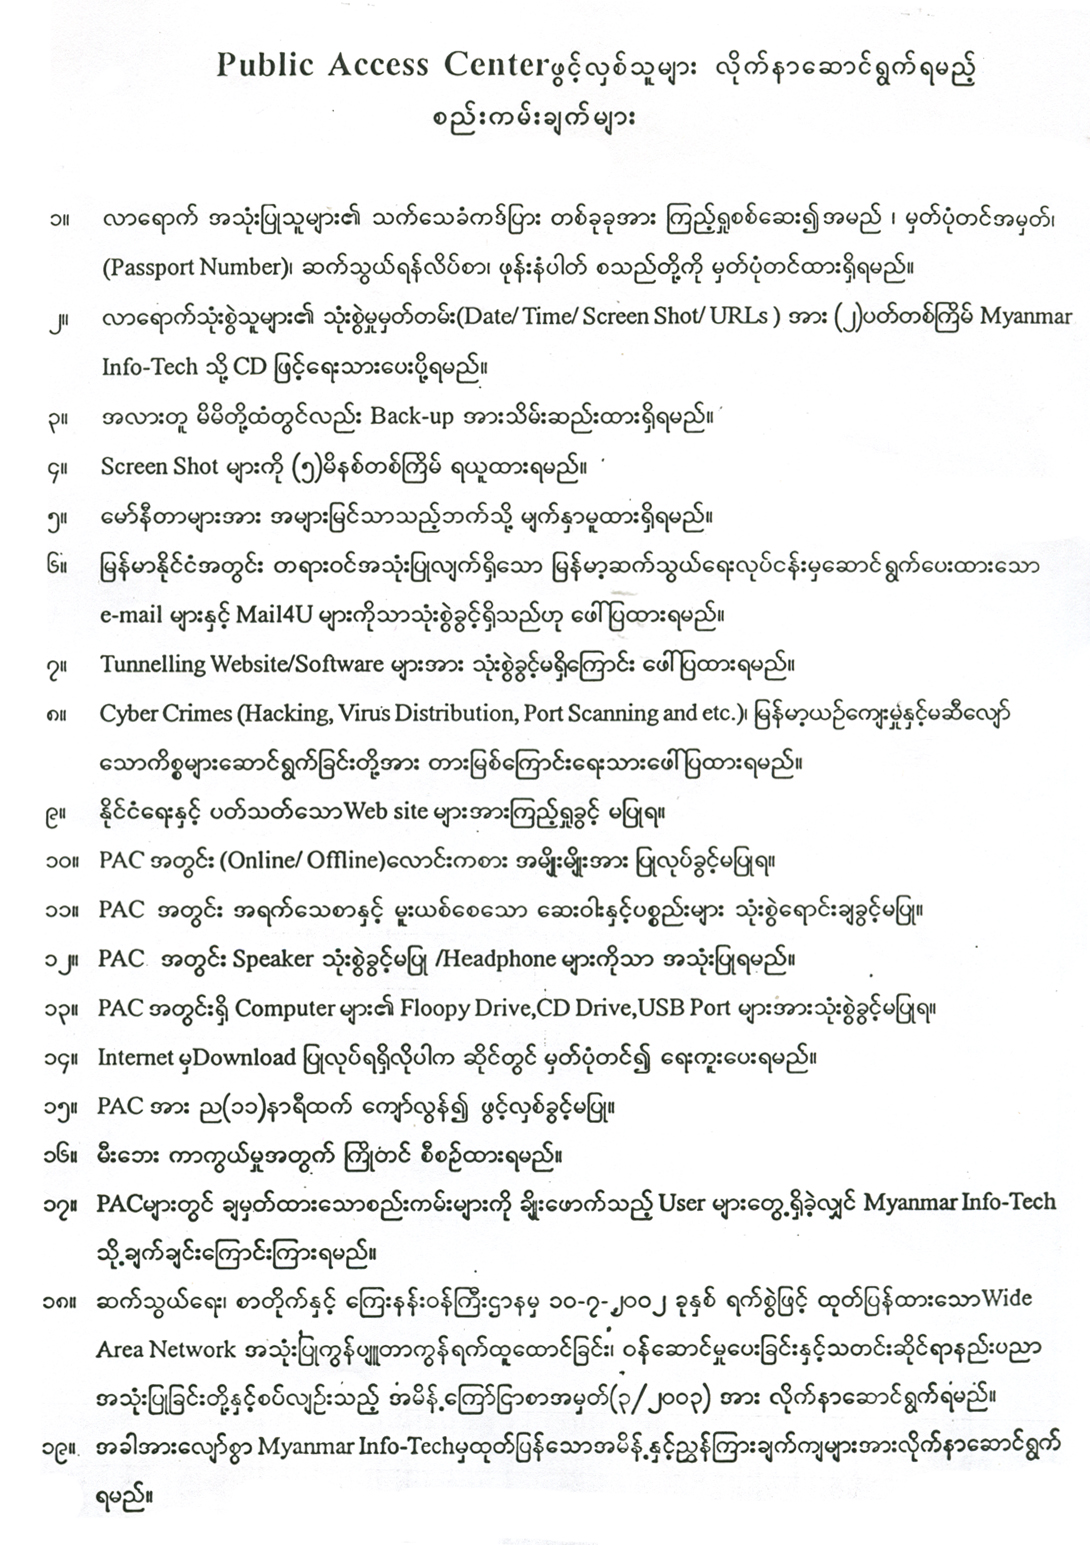 Public Access Centerဖွင့်လှစ်သူများ လိုက်နာဆောင်ရွက်ရမည့်
စည်းကမ်းချက်များ
၁။ လာရောက် အသုံးပြုသူများ၏ သက်သေခံကဒ်ပြား တစ်ခုခုအား ကြည့်ရှုစစ်ဆေး၍အမည် ၊ မှတ်ပုံတင်အမှတ်၊
(Passport Number)၊ ဆက်သွယ်ရန်လိပ်စာ၊ ဖုန်းနံပါတ် စသည်တို့ကို မှတ်ပုံတင်ထားရှိရမည်။
၂။ လာရောက်သုံးစွဲသူများ၏ သုံးစွဲမှုမှတ်တမ်း(Date/ Time/ Screen Shot/ URLs ) အား (၂)ပတ်တစ်ကြိမ် Myanmar
Info-Tech သို့ CD ဖြင့်ရေးသားပေးပို့ရမည်။
၃။ အလားတူ မိမိတို့ထံတွင်လည်း Back-up အားသိမ်းဆည်းထားရှိရမည်။
၄။ Screen Shot များကို (၅)မိနစ်တစ်ကြိမ် ရယူထားရမည်။
၅။ မော်နီတာများအား အများမြင်သာသည့်ဘက်သို့ မျက်နှာမူထားရှိရမည်။
၆။ မြန်မာနိုင်ငံအတွင်း တရားဝင်အသုံးပြုလျက်ရှိသော မြန်မာ့ဆက်သွယ်ရေးလုပ်ငန်းမှဆောင်ရွက်ပေးထားသော
e-mail များနှင့် Mail4U များကိုသာသုံးစွဲခွင့်ရှိသည်ဟု ဖေါ်ပြထားရမည်။
၇။ Tunnelling Website/Software များအား သုံးစွဲခွင့်မရှိကြောင်း ဖေါ်ပြထားရမည်။
၈။ Cyber Crimes (Hacking, Virus Distribution, Port Scanning and etc.)၊ မြန်မာ့ယဉ်ကျေးမှုနှင့်မဆီလျော်
သောကိစ္စများဆောင်ရွက်ခြင်းတို့အား တားမြစ်ကြောင်းရေးသားဖေါ်ပြထားရမည်။
၉။ နိုင်ငံရေးနှင့် ပတ်သတ်သောWeb site များအားကြည့်ရှုခွင့် မပြုရ။
၁၀။ PAC အတွင်း (Online/ Offline)လောင်းကစား အမျိုးမျိုးအား ပြုလုပ်ခွင့်မပြုရ။
၁၁။ PAC အတွင်း အရက်သေစာနှင့် မူးယစ်စေသော ဆေးဝါးနှင့်ပစ္စည်းများ သုံးစွဲရောင်းချခွင့်မပြု။
၁၂။ PAC အတွင်း Speaker သုံးစွဲခွင့်မပြု /Headphone များကိုသာ အသုံးပြုရမည်။
၁၃။ PAC အတွင်းရှိ Computer များ၏ Floopy Drive,CD Drive,USB Port များအားသုံးစွဲခွင့်မပြုရ။
၁၄။ Internet မှDownload ပြုလုပ်ရရှိလိုပါက ဆိုင်တွင် မှတ်ပုံတင်၍ ရေးကူးပေးရမည်။
၁၅။ PAC အား ည(၁၁)နာရီထက် ကျော်လွန်၍ ဖွင့်လှစ်ခွင့်မပြု။
၁၆။ မီးဘေး ကာကွယ်မှုအတွက် ကြိုတင် စီစဉ်ထားရမည်။
၁၇။ PACများတွင် ချမှတ်ထားသောစည်းကမ်းများကို ချိုးဖောက်သည့် User များတွေ့ရှိခဲ့လျှင် Myanmar Info-Tech
သို့ချက်ချင်းကြောင်းကြားရမည်။
၁၈။ ဆက်သွယ်ရေး၊ စာတိုက်နှင့် ကြေးနန်းဝန်ကြီးဌာနမှ ၁၀-၇-၂၀၀၂ ခုနှစ် ရက်စွဲဖြင့် ထုတ်ပြန်ထားသောWide
Area Network အသုံးပြုကွန်ပျူတာကွန်ရက်ထူထောင်ခြင်း၊ ဝန်ဆောင်မှုပေးခြင်းနှင့်သတင်းဆိုင်ရာနည်းပညာ
အသုံးပြုခြင်းတို့နှင့်စပ်လျဉ်းသည့် အမိန့်ကြော်ငြာစာအမှတ်(၃/၂၀၀၃) အား လိုက်နာဆောင်ရွက်ရမည်။
၁၉။ အခါအားလျော်စွာ Myanmar Info-Techမှထုတ်ပြန်သောအမိန့်နှင့်ညွှန်ကြားချက်ကျများအားလိုက်နာဆောင်ရွက်
ရမည်။